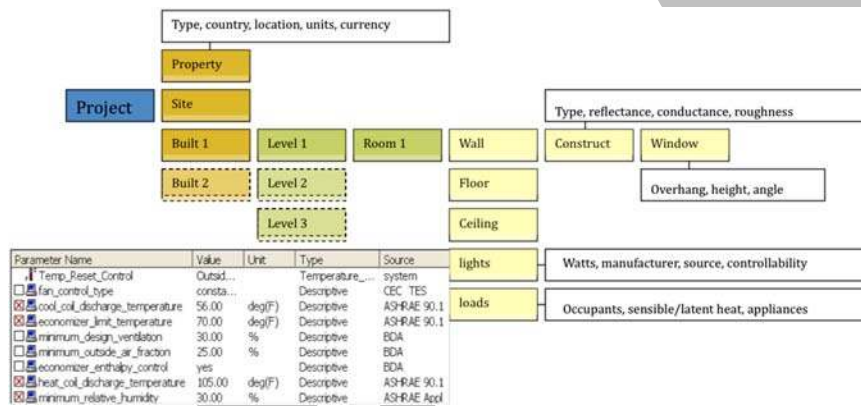 Type, country, location, units, currency
Property
Project
Site
Type, reflectance, conductance, roughness
Built 1 Level 1 Room 1 Wall Construct Window
Built 2 Level 2 Floor Overhang, height, angle
Level 3 Ceiling
lights Watts, manufacturer, source, controllability
loads Occupants, sensible/latent heat, appliances
Parameter Name Value Unit Type Source
Temp_Reset_Control Outsid... Temperature_... system
fan_control_type consta... Descriptive CEC TES
cool_coil_discharge_temperature 56.00 deg(F) Descriptive ASHRAE 90.1
economizer_limit_temperature 70.00 deg(F) Descriptive ASHRAE 90.1
minimum_design_ventilation 30.00 % Descriptive BDA
minimum_outside_air_fraction 25.00 % Descriptive BDA
economizer_enthalpy_control yes Descriptive BDA
heat_coil_discharge_temperature 105.00 deg(F) Descriptive ASHRAE 90.1
minimum_relative_humidity 30.00 % Descriptive ASHRAE Appl